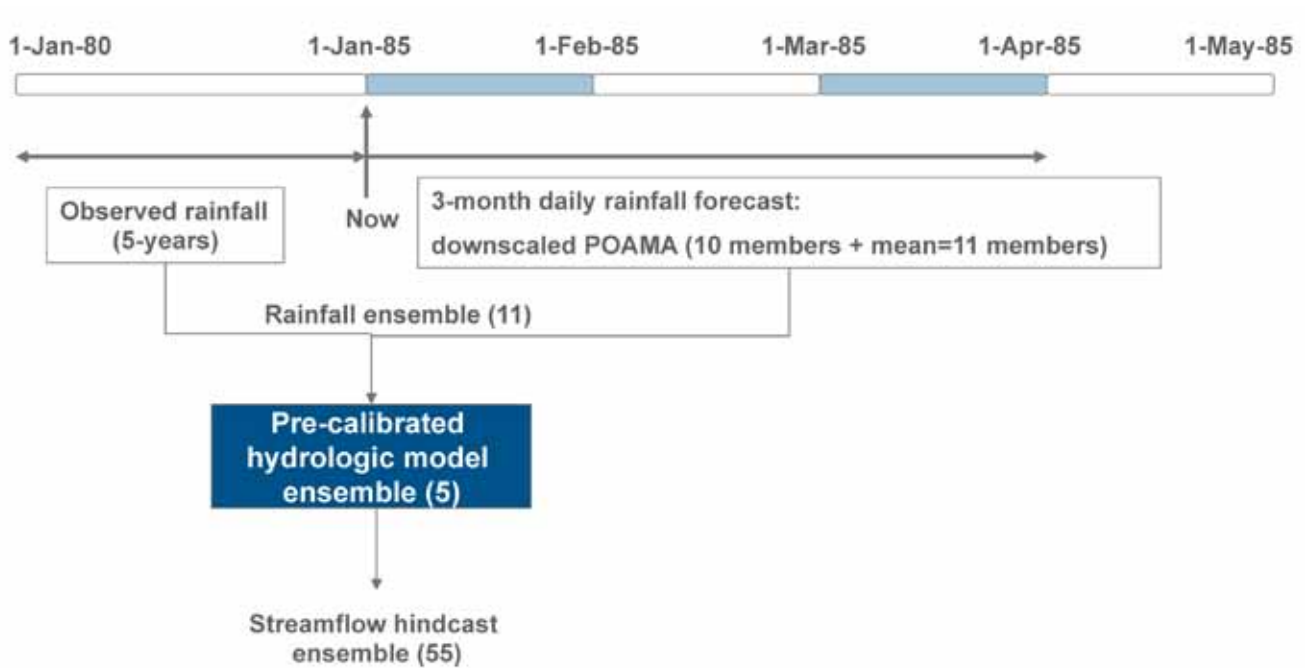 1-Jan-80 1-Jan-85 1-Feb-85 1-Mar-85 1-Apr-85 1-May-85
Observed rainfall
(5-years)
Now
3-month daily rainfall forecast:
downscaled POAMA (10 members + mean=11 members)
Rainfall ensemble (11)
Pre-calibrated
hydrologic model
ensemble (5)
Streamflow hindcast
ensemble (55)